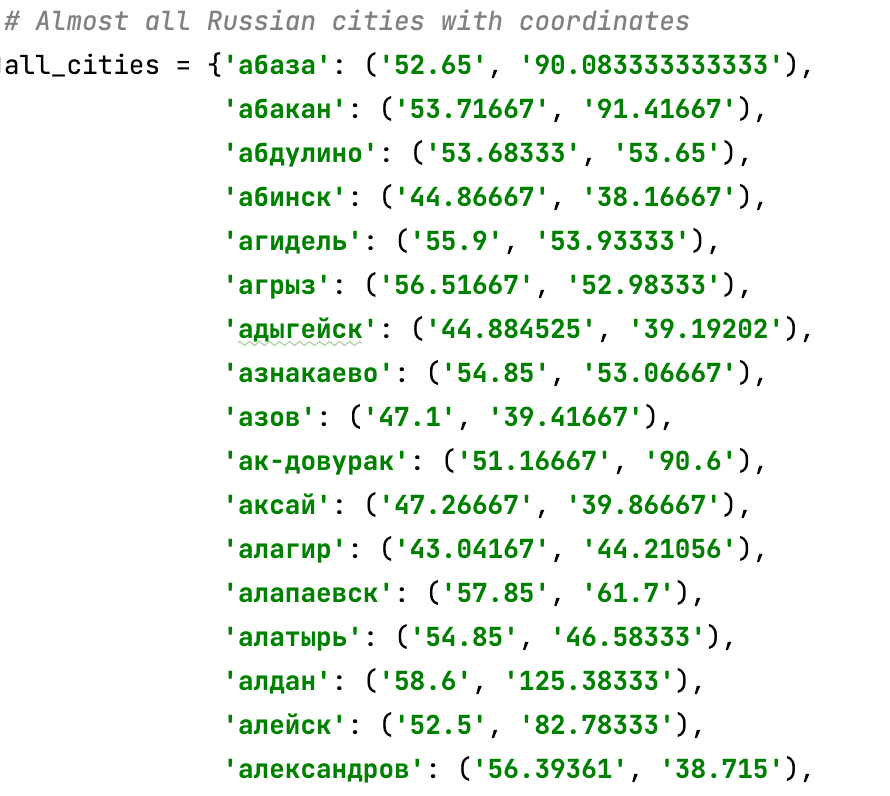 # Almost all Russian cities with coordinates
all_cities = {'абаза': ('52.65', '90.083333333333'),
'абакан': ('53.71667', '91.41667'),
'абдулино': ('53.68333', '53.65'),
'абинск': ('44.86667', '38.16667'),
'агидель': ('55.9', '53.93333'),
'агрыз': ('56.51667', '52.98333'),
'адыгейск': ('44.884525', '39.19202'),
'азнакаево': ('54.85', '53.06667'),
'азов': ('47.1', '39.41667'),
'ак-довурак': ('51.16667', '90.6'),
'аксай': ('47.26667', '39.86667'),
'алагир': ('43.04167', '44.21056'),
'алапаевск': ('57.85', '61.7'),
'алатырь': ('54.85', '46.58333'),
'алдан': ('58.6', '125.38333'),
'алейск': ('52.5', '82.78333'),
'александров': ('56.39361', '38.715'),